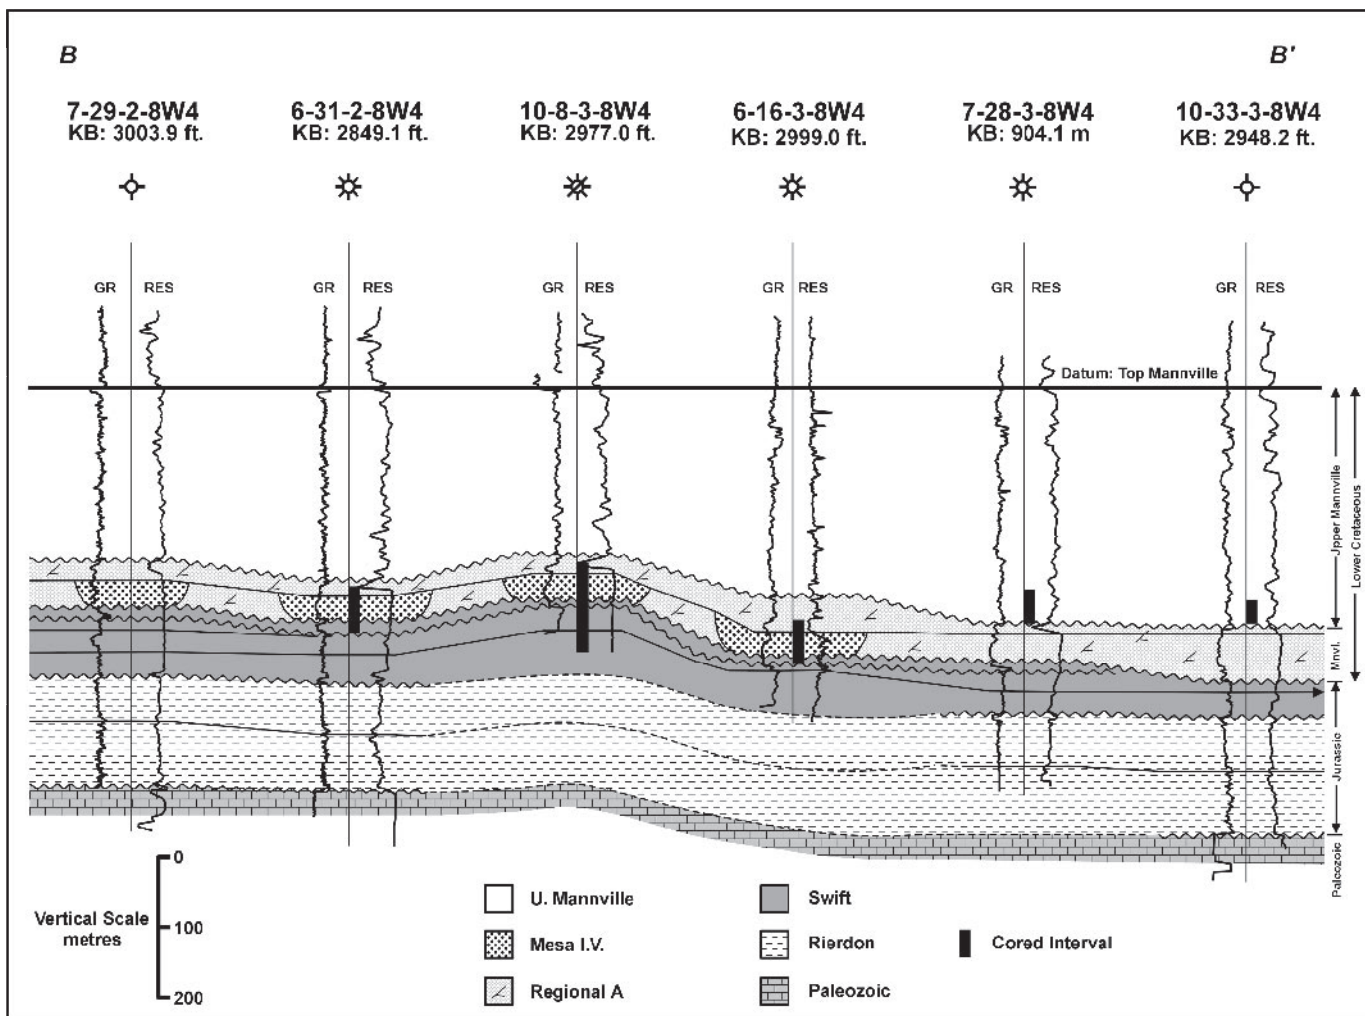 B
B'
7-29-2-8W4
KB: 3003.9 ft.
6-31-2-8W4
KB: 2849.1 ft.
10-8-3-8W4
KB: 2977.0 ft.
6-16-3-8W4
KB: 2999.0 ft.
7-28-3-8W4
KB: 904.1 m
10-33-3-8W4
KB: 2948.2 ft.
GR RES
GR RES
GR RES
GR RES
GR RES
GR RES
Datum: Top Mannville
Upper Mannville
Lower Cretaceous
Mnvl.
Jurassic
Paleozoic
Vertical Scale
metres
0
100
200
U. Mannville
Mesa I.V.
Regional A
Swift
Rierdon
Paleozoic
Cored Interval